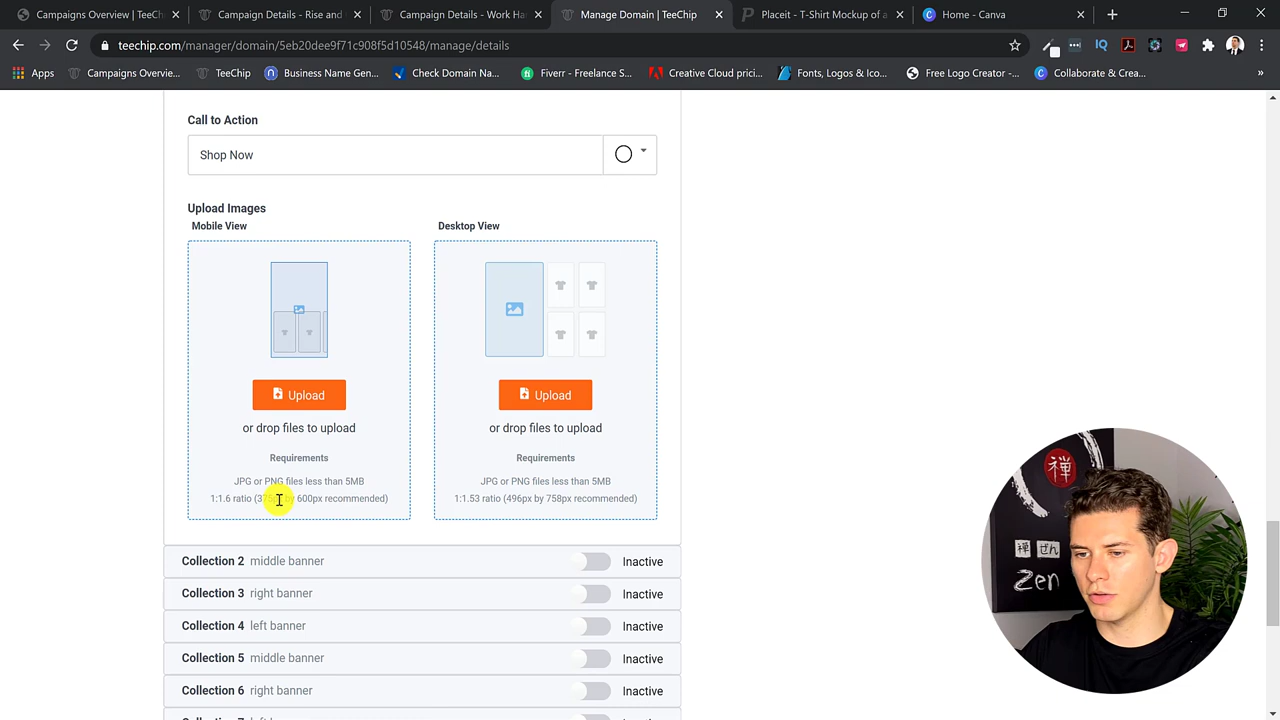 Campaigns Overview | TeeCh
Campaign Details - Rise and
Campaign Details - Work Ha
Manage Domain | TeeChip
Placeit - T-Shirt Mockup of a
Home - Canva
teechip.com/manager/domain/5eb20dee9f71c908f5d10548/manage/details
Apps
Campaigns Overvie...
TeeChip
Business Name Gen...
Check Domain Na...
Fiverr - Freelance S...
Creative Cloud prici...
Fonts, Logos & Ico...
Free Logo Creator -...
Collaborate & Crea...
Call to Action
Shop Now
Upload Images
Mobile View
Desktop View
Upload
Upload
or drop files to upload
or drop files to upload
Requirements
Requirements
JPG or PNG files less than 5MB
JPG or PNG files less than 5MB
1:1.6 ratio (375px by 600px recommended)
1:1.53 ratio (496px by 758px recommended)
Collection 2 middle banner
Inactive
Collection 3 right banner
Inactive
Collection 4 left banner
Inactive
Collection 5 middle banner
Inactive
Collection 6 right banner
Inactive
禅
禅 ぜん
Zen